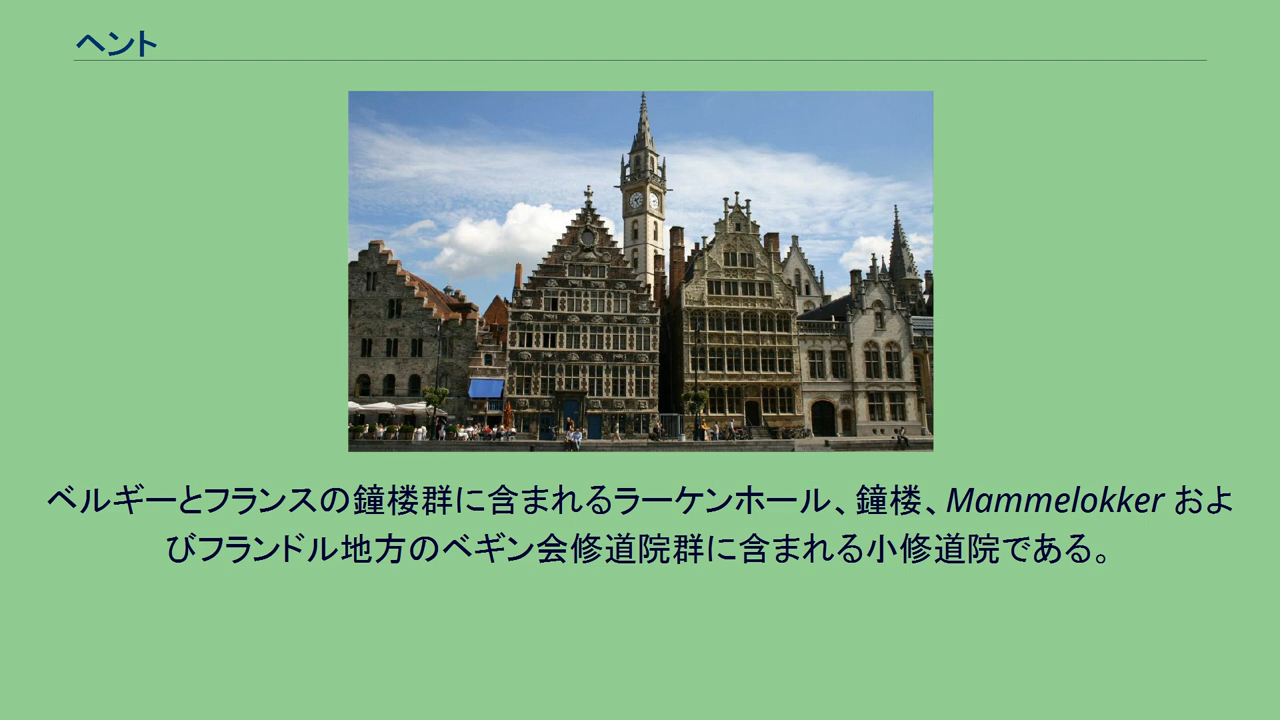 ヘント
ベルギーとフランスの鐘楼群に含まれるラーケンホール、鐘楼、Mammelokker およ
びフランドル地方のベギン会修道院群に含まれる小修道院である。